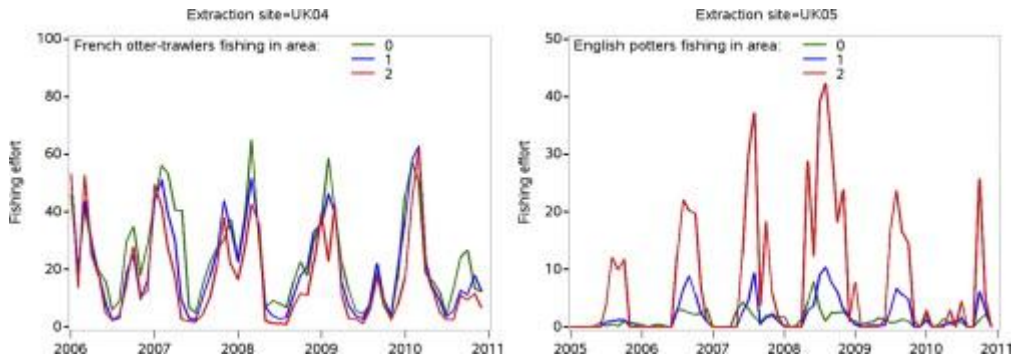 Extraction site=UK04
100
French otter-trawlers fishing in area:
0
1
2
80
60
40
20
0
Fishing effort
2006 2007 2008 2009 2010 2011
Extraction site=UK05
50
English potters fishing in area:
0
1
2
40
30
20
10
0
Fishing effort
2005 2006 2007 2008 2009 2010 2011